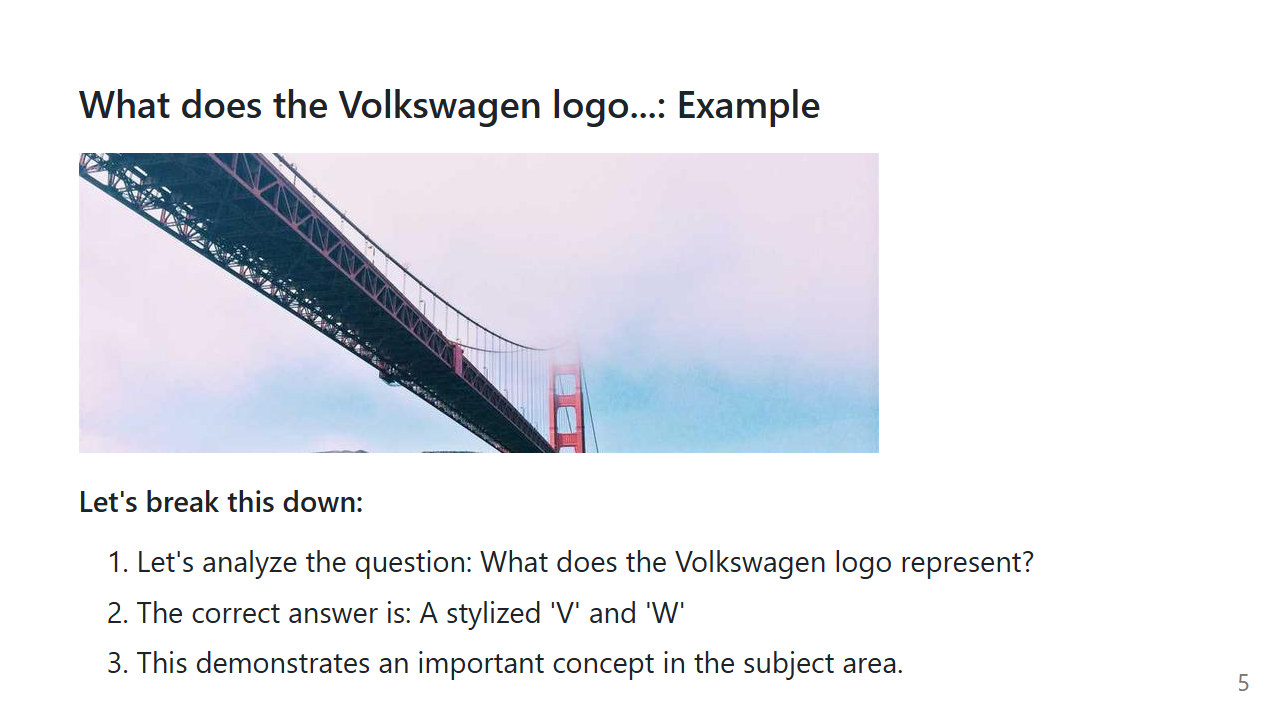 What does the Volkswagen logo...: Example
Let's break this down:
1. Let's analyze the question: What does the Volkswagen logo represent?
2. The correct answer is: A stylized 'V' and 'W'
3. This demonstrates an important concept in the subject area.
5